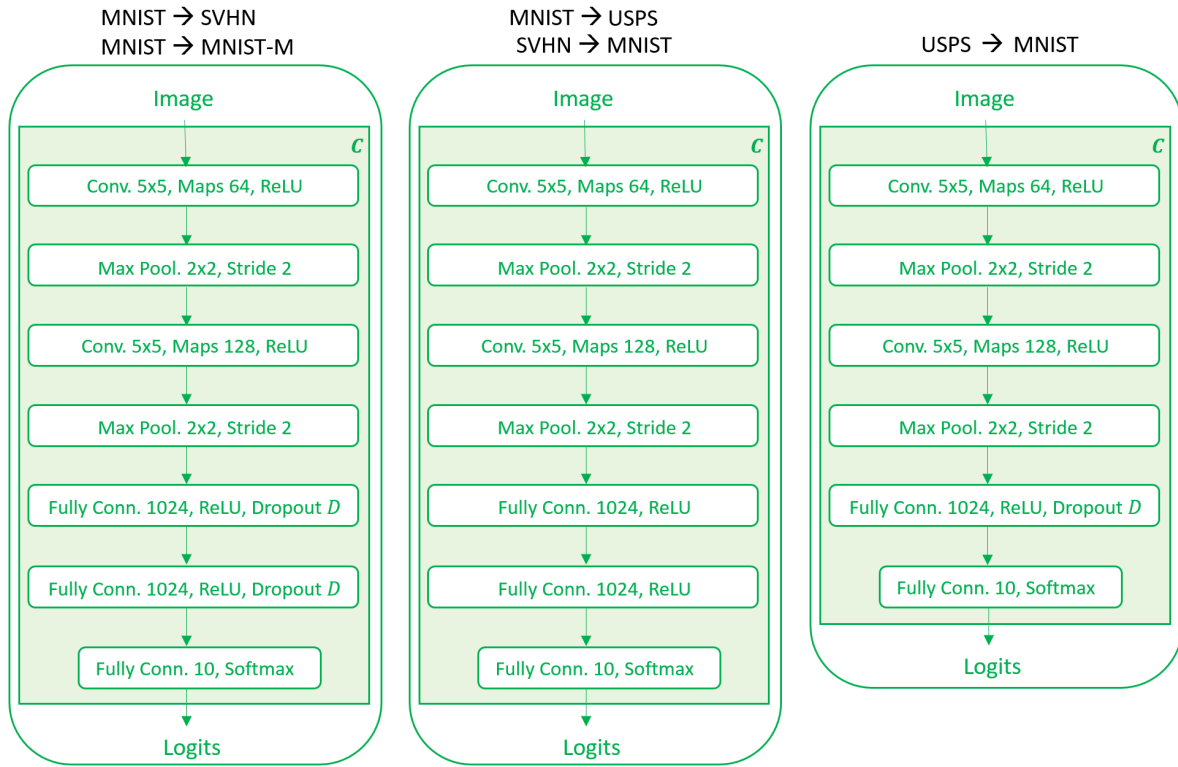 MNIST → SVHN
MNIST → MNIST-M
Image
C
Conv. 5x5, Maps 64, ReLU
Max Pool. 2x2, Stride 2
Conv. 5x5, Maps 128, ReLU
Max Pool. 2x2, Stride 2
Fully Conn. 1024, ReLU, Dropout D
Fully Conn. 1024, ReLU, Dropout D
Fully Conn. 10, Softmax
Logits
MNIST → USPS
SVHN → MNIST
Image
C
Conv. 5x5, Maps 64, ReLU
Max Pool. 2x2, Stride 2
Conv. 5x5, Maps 128, ReLU
Max Pool. 2x2, Stride 2
Fully Conn. 1024, ReLU
Fully Conn. 1024, ReLU
Fully Conn. 10, Softmax
Logits
USPS → MNIST
Image
C
Conv. 5x5, Maps 64, ReLU
Max Pool. 2x2, Stride 2
Conv. 5x5, Maps 128, ReLU
Max Pool. 2x2, Stride 2
Fully Conn. 1024, ReLU, Dropout D
Fully Conn. 10, Softmax
Logits